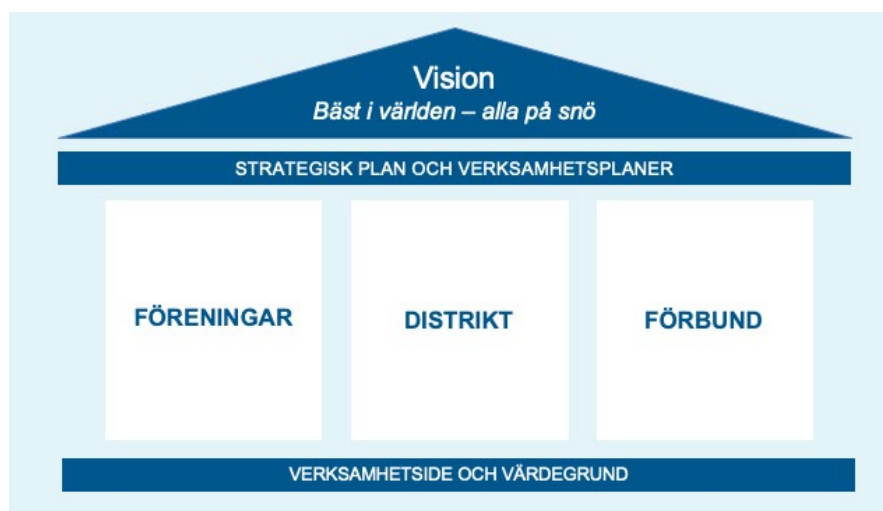 Vision
Bäst i världen – alla på snö
STRATEGISK PLAN OCH VERKSAMHETSPLANER
FÖRENINGAR
DISTRIKT
FÖRBUND
VERKSAMHETSIDE OCH VÄRDEGRUND